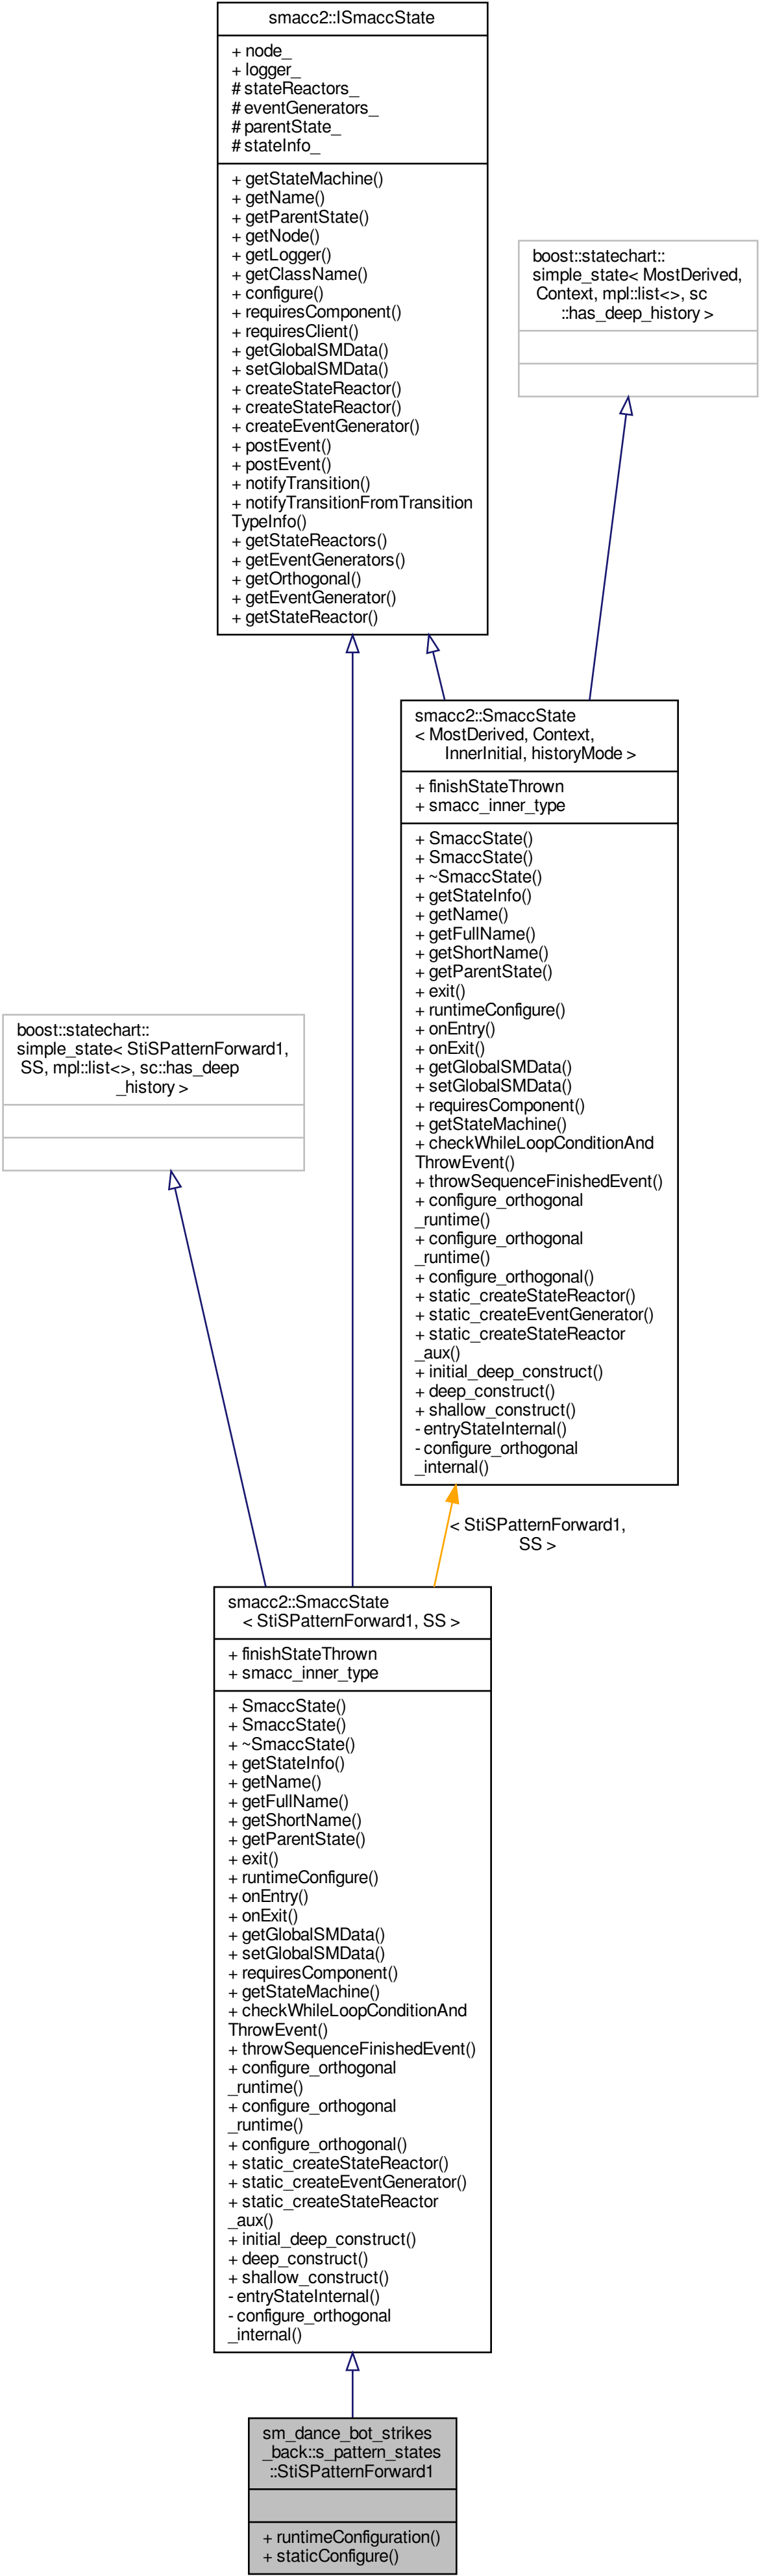 smacc2::ISmaccState
+ node_
+ logger_
# stateReactors_
# eventGenerators_
# parentState_
# stateInfo_
+ getStateMachine()
+ getName()
+ getParentState()
+ getNode()
+ getLogger()
+ getClassName()
+ configure()
+ requiresComponent()
+ requiresClient()
+ getGlobalSMData()
+ setGlobalSMData()
+ createStateReactor()
+ createStateReactor()
+ createEventGenerator()
+ postEvent()
+ postEvent()
+ notifyTransition()
+ notifyTransitionFromTransition
TypeInfo()
+ getStateReactors()
+ getEventGenerators()
+ getOrthogonal()
+ getEventGenerator()
+ getStateReactor()
boost::statechart::
simple_state< MostDerived,
Context, mpl::list<>, sc
::has_deep_history >
smacc2::SmaccState
< MostDerived, Context,
InnerInitial, historyMode >
+ finishStateThrown
+ smacc_inner_type
+ SmaccState()
+ SmaccState()
+ ~SmaccState()
+ getStateInfo()
+ getName()
+ getFullName()
+ getShortName()
+ getParentState()
+ exit()
+ runtimeConfigure()
+ onEntry()
+ onExit()
+ getGlobalSMData()
+ setGlobalSMData()
+ requiresComponent()
+ getStateMachine()
+ checkWhileLoopConditionAnd
ThrowEvent()
+ throwSequenceFinishedEvent()
+ configure_orthogonal
_runtime()
+ configure_orthogonal
_runtime()
+ configure_orthogonal()
+ static_createStateReactor()
+ static_createEventGenerator()
+ static_createStateReactor
_aux()
+ initial_deep_construct()
+ deep_construct()
+ shallow_construct()
- entryStateInternal()
- configure_orthogonal
_internal()
boost::statechart::
simple_state< StiSPatternForward1,
SS, mpl::list<>, sc::has_deep
_history >
< StiSPatternForward1,
SS >
smacc2::SmaccState
< StiSPatternForward1, SS >
+ finishStateThrown
+ smacc_inner_type
+ SmaccState()
+ SmaccState()
+ ~SmaccState()
+ getStateInfo()
+ getName()
+ getFullName()
+ getShortName()
+ getParentState()
+ exit()
+ runtimeConfigure()
+ onEntry()
+ onExit()
+ getGlobalSMData()
+ setGlobalSMData()
+ requiresComponent()
+ getStateMachine()
+ checkWhileLoopConditionAnd
ThrowEvent()
+ throwSequenceFinishedEvent()
+ configure_orthogonal
_runtime()
+ configure_orthogonal
_runtime()
+ configure_orthogonal()
+ static_createStateReactor()
+ static_createEventGenerator()
+ static_createStateReactor
_aux()
+ initial_deep_construct()
+ deep_construct()
+ shallow_construct()
- entryStateInternal()
- configure_orthogonal
_internal()
sm_dance_bot_strikes
_back::s_pattern_states
::StiSPatternForward1
+ runtimeConfiguration()
+ staticConfigure()